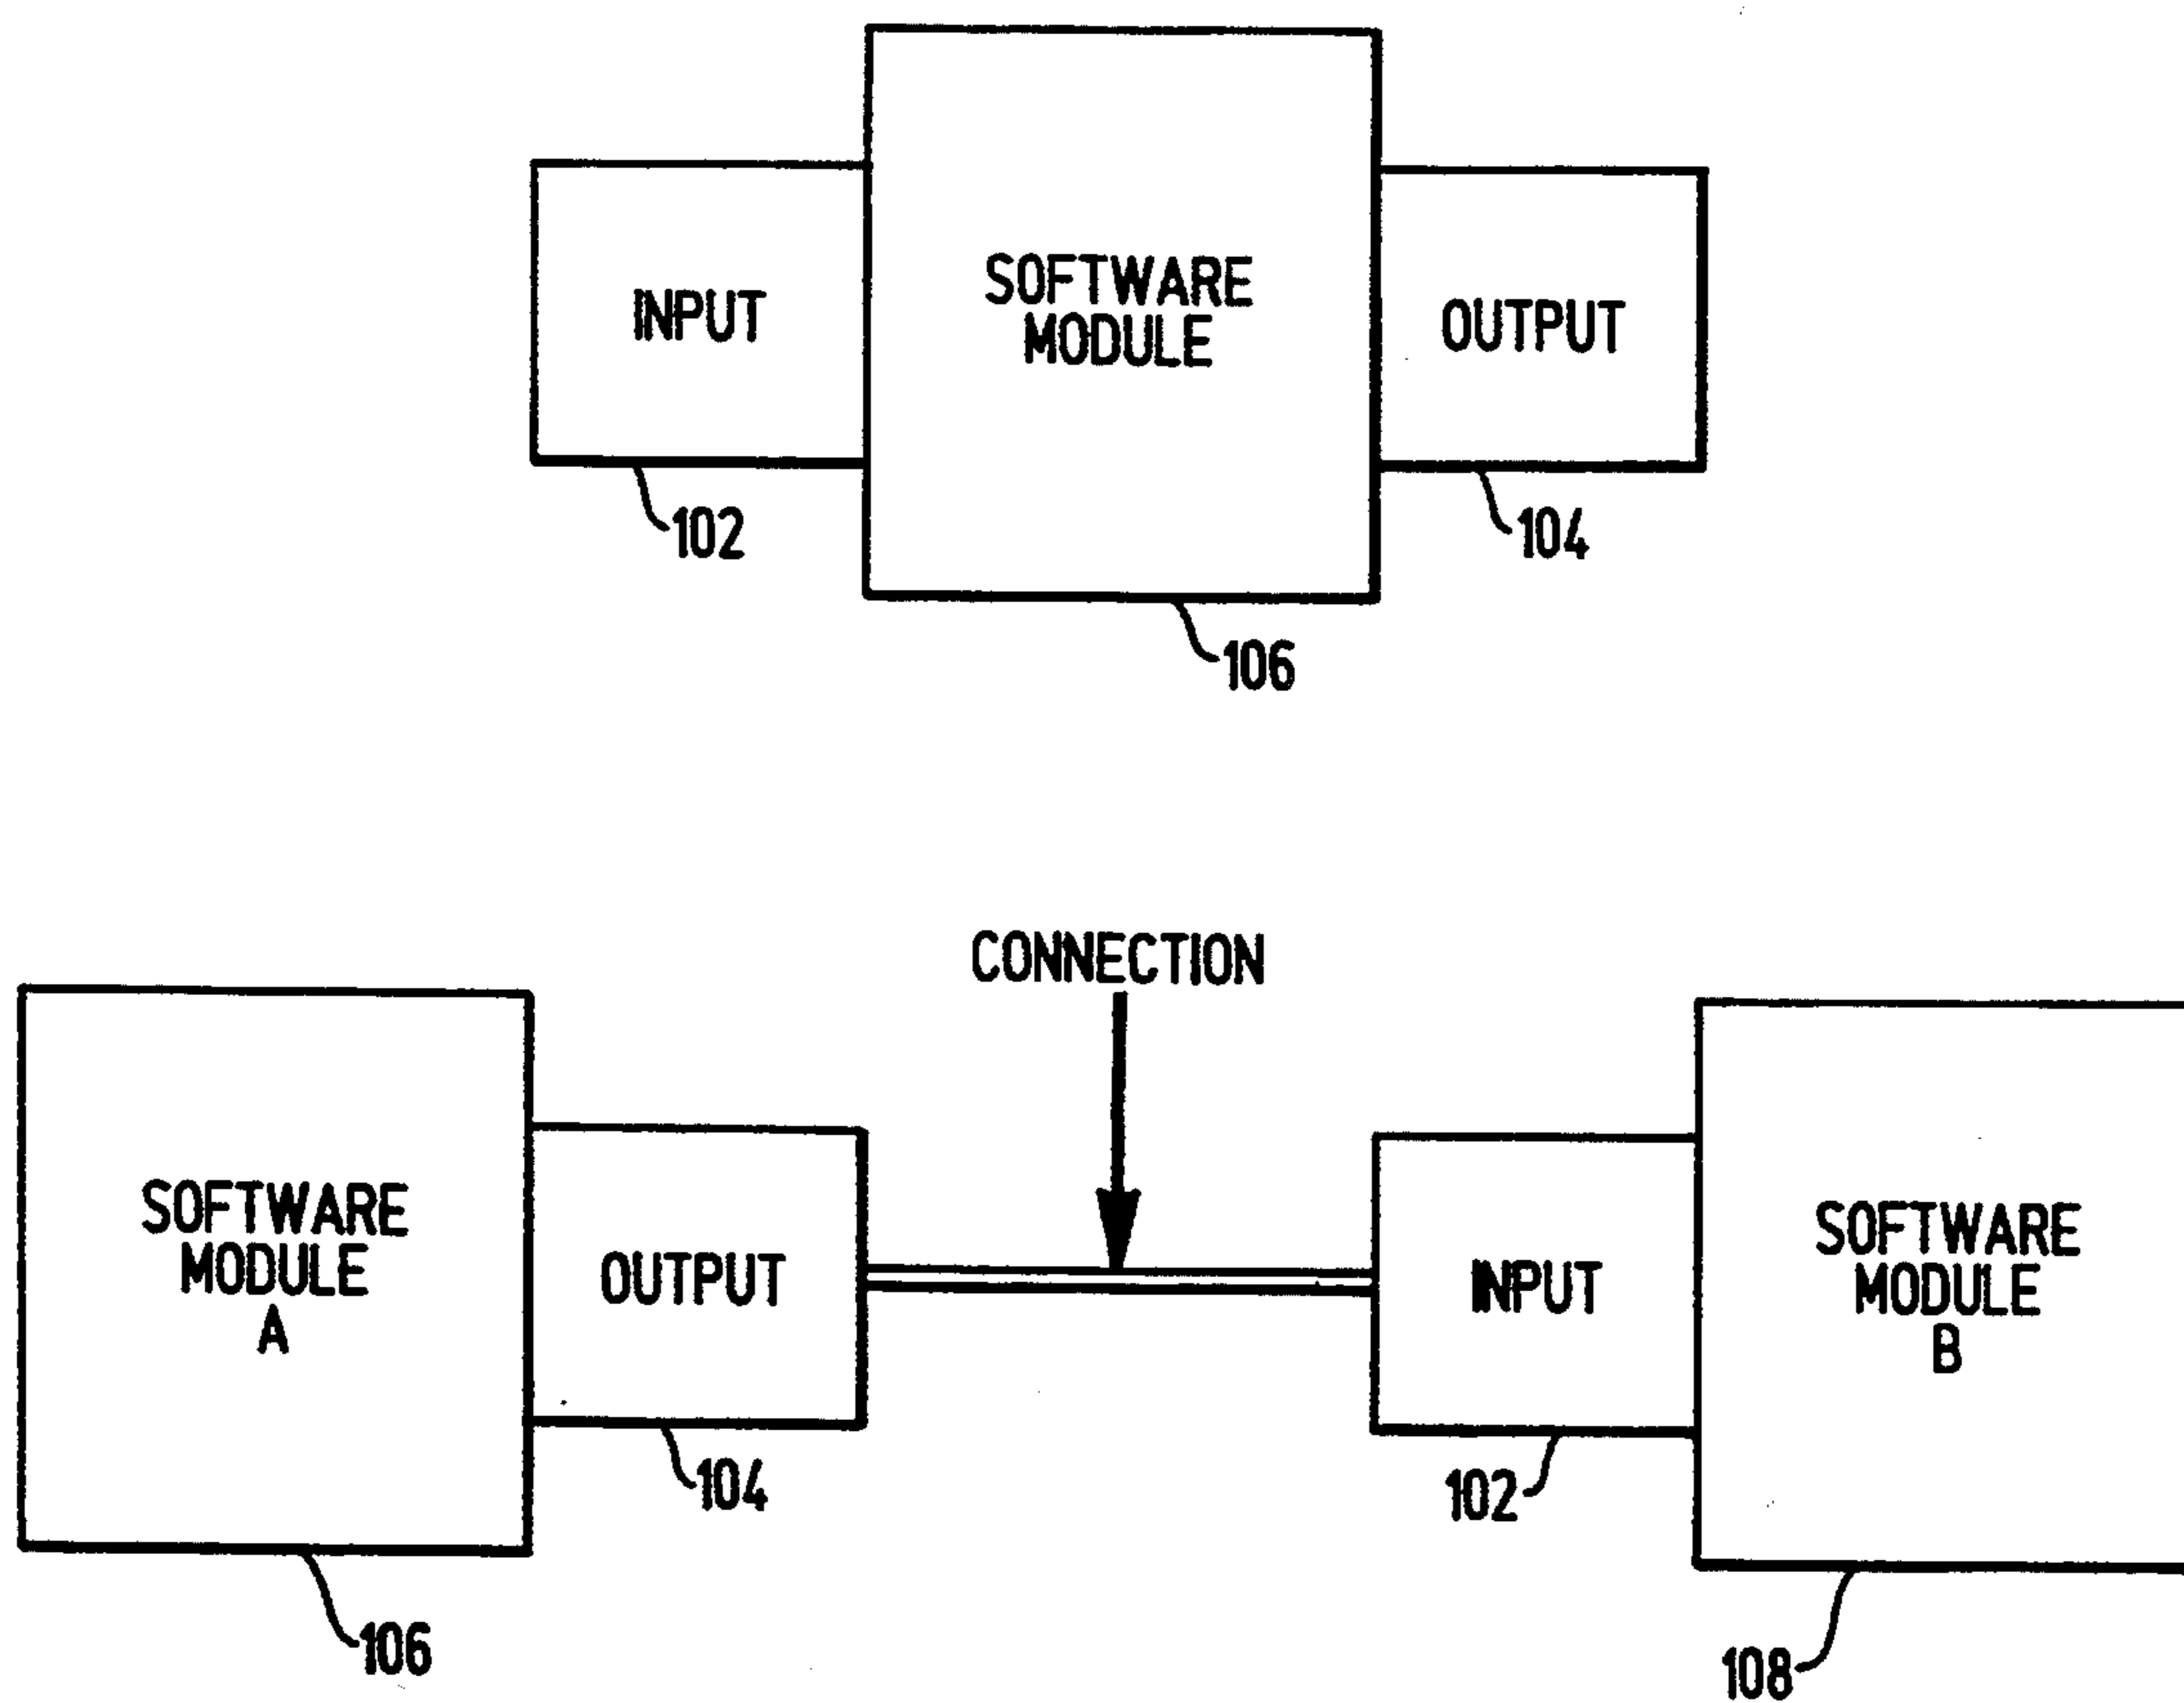 INPUT
SOFTWARE
MODULE
OUTPUT
102
104
106
CONNECTION
SOFTWARE
MODULE
A
OUTPUT
INPUT
SOFTWARE
MODULE
B
104
102
106
108